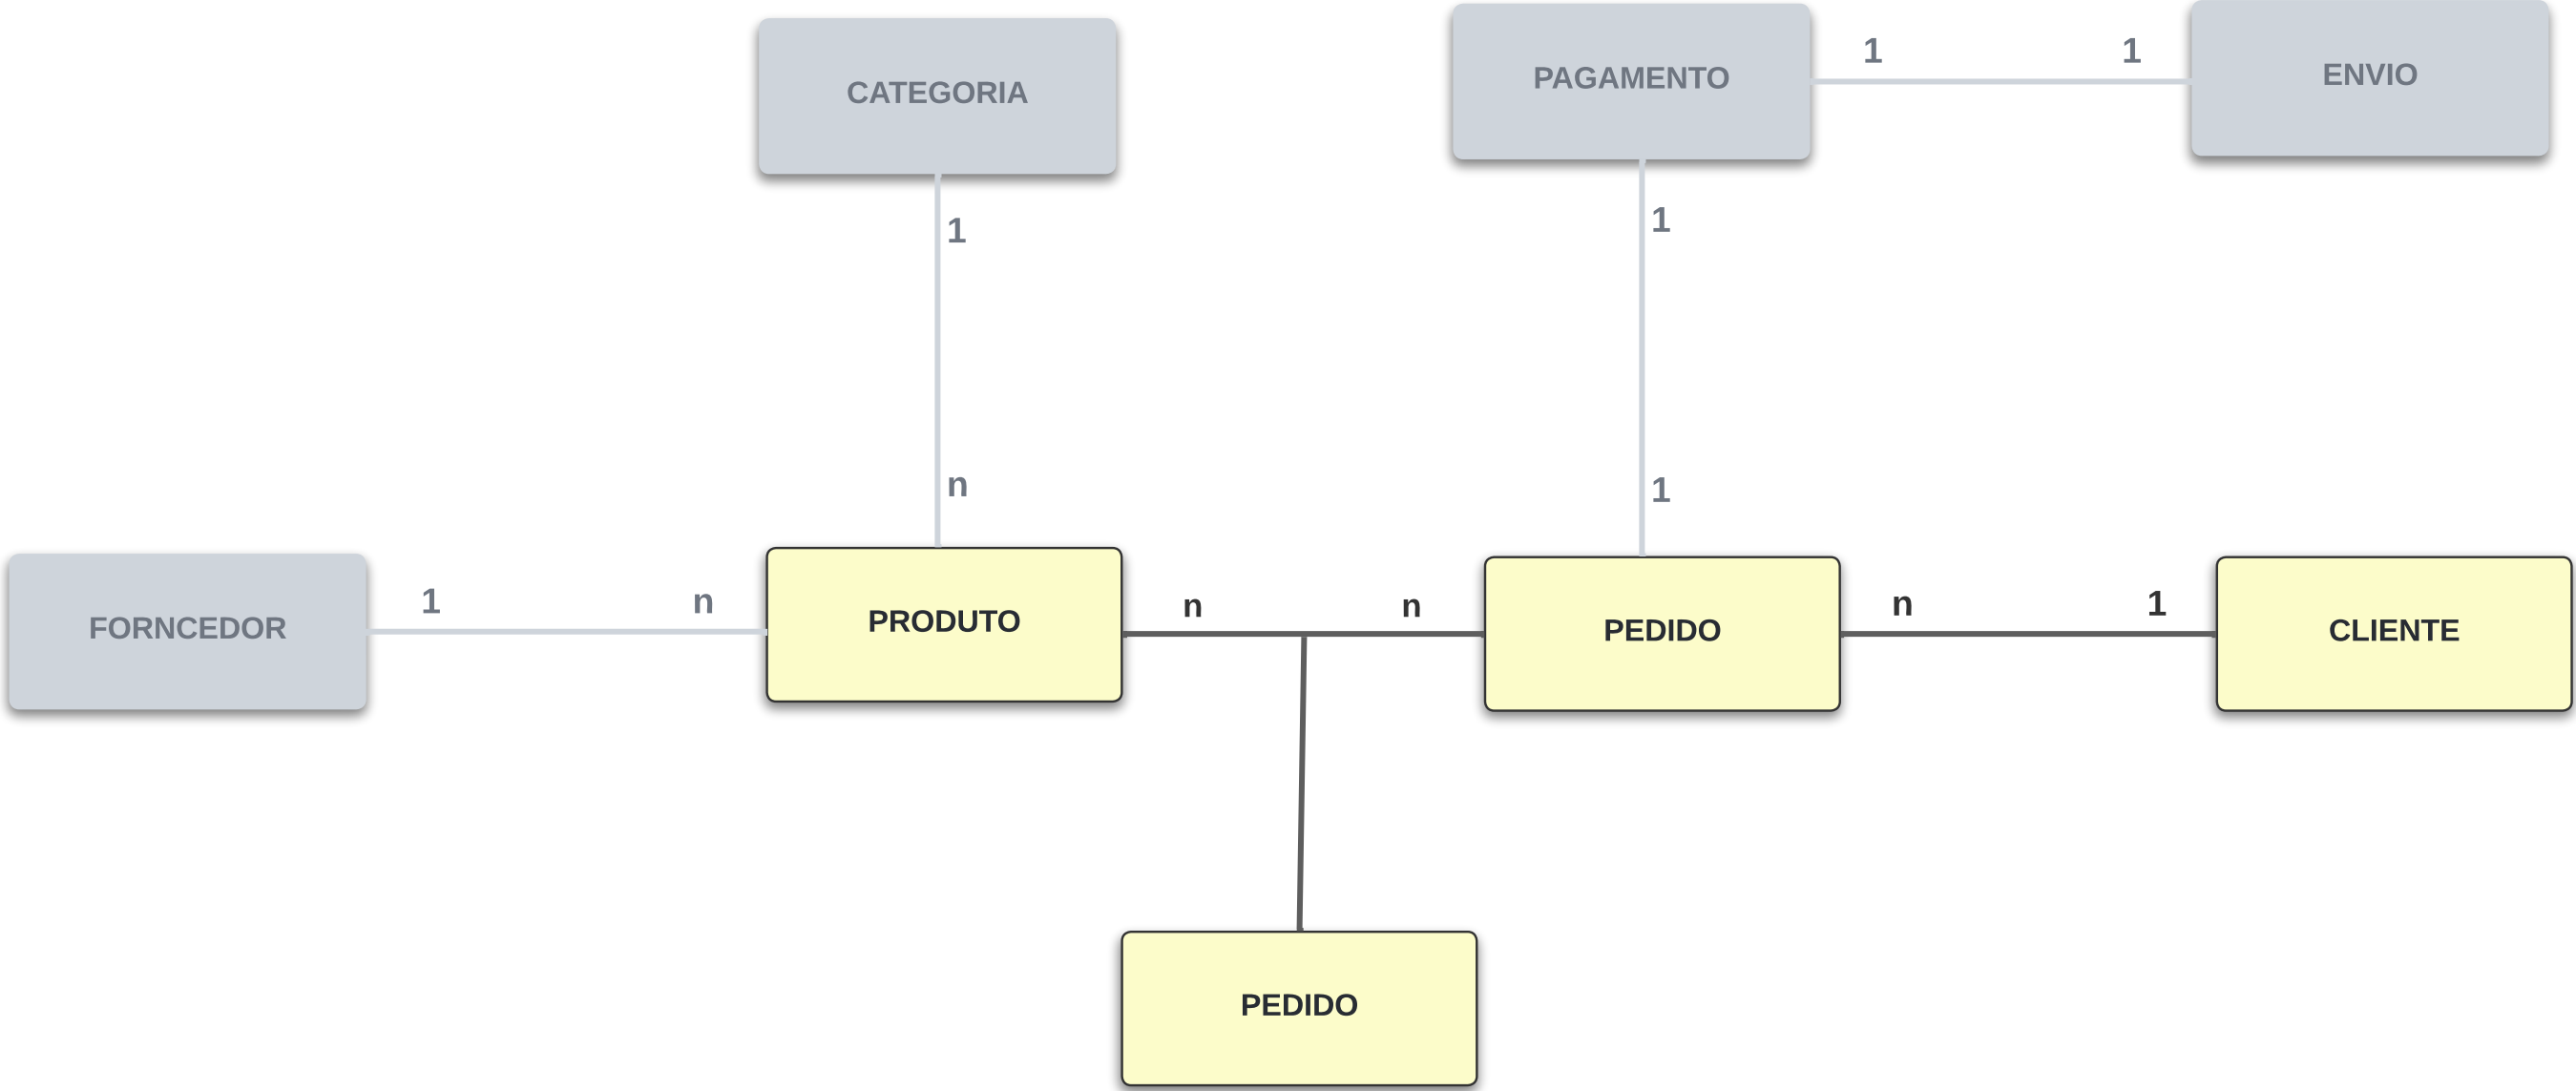 CATEGORIA
PAGAMENTO
1
1
ENVIO
1
1
n
1
FORNCEDOR
1
n
PRODUTO
n
n
PEDIDO
n
1
CLIENTE
PEDIDO